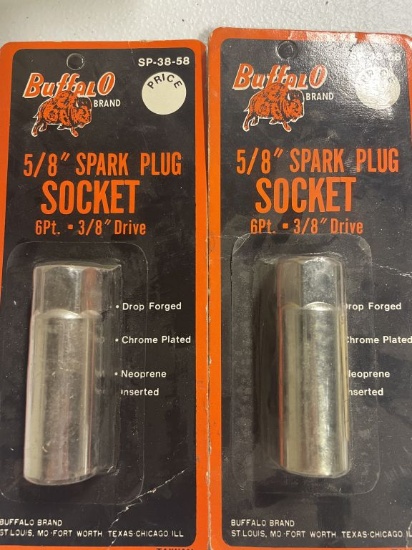 SP-38-58
Buffalo
BRAND
PRICE
5/8" SPARK PLUG
SOCKET
6Pt. • 3/8" Drive
• Drop Forged
• Chrome Plated
• Neoprene
Inserted
BUFFALO BRAND
ST.LOUIS, MO·FORT WORTH, TEXAS·CHICAGO ILL
TAIWAN
Buffalo
BRAND
5/8" SPARK PLUG
SOCKET
6Pt. • 3/8" Drive
Drop Forged
Chrome Plated
Neoprene
Inserted
BUFFALO BRAND
ST.LOUIS, MO·FORT WORTH, TEXAS·CHICAGO ILL